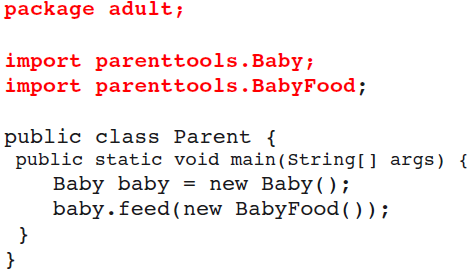 package adult;
import parenttools.Baby;
import parenttools.BabyFood;
public class Parent {
public static void main(String[] args) {
Baby baby = new Baby();
baby.feed(new BabyFood());
}
}